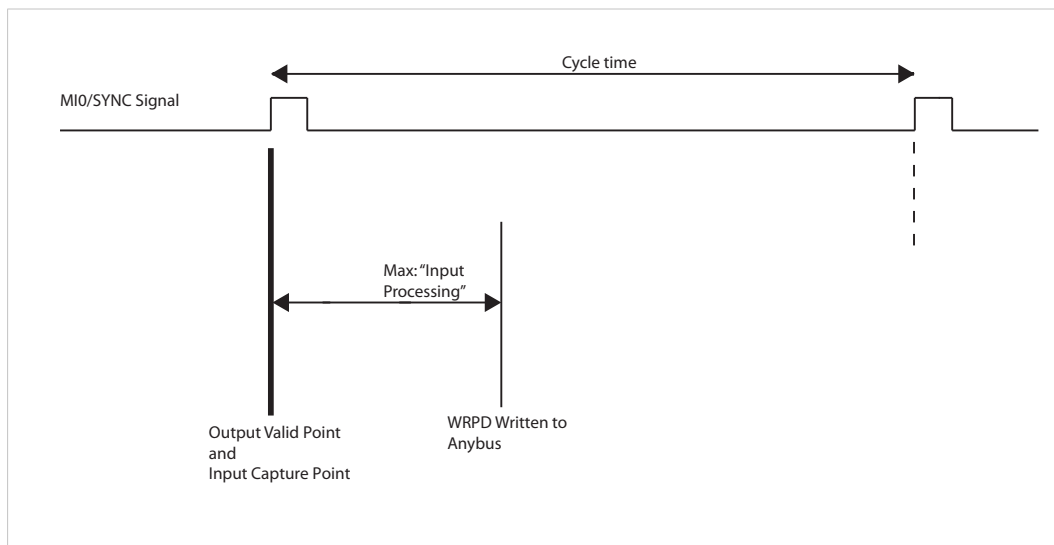 Cycle time
MI0/SYNC Signal
Max: “Input
Processing”
WRPD Written to
Anybus
Output Valid Point
and
Input Capture Point